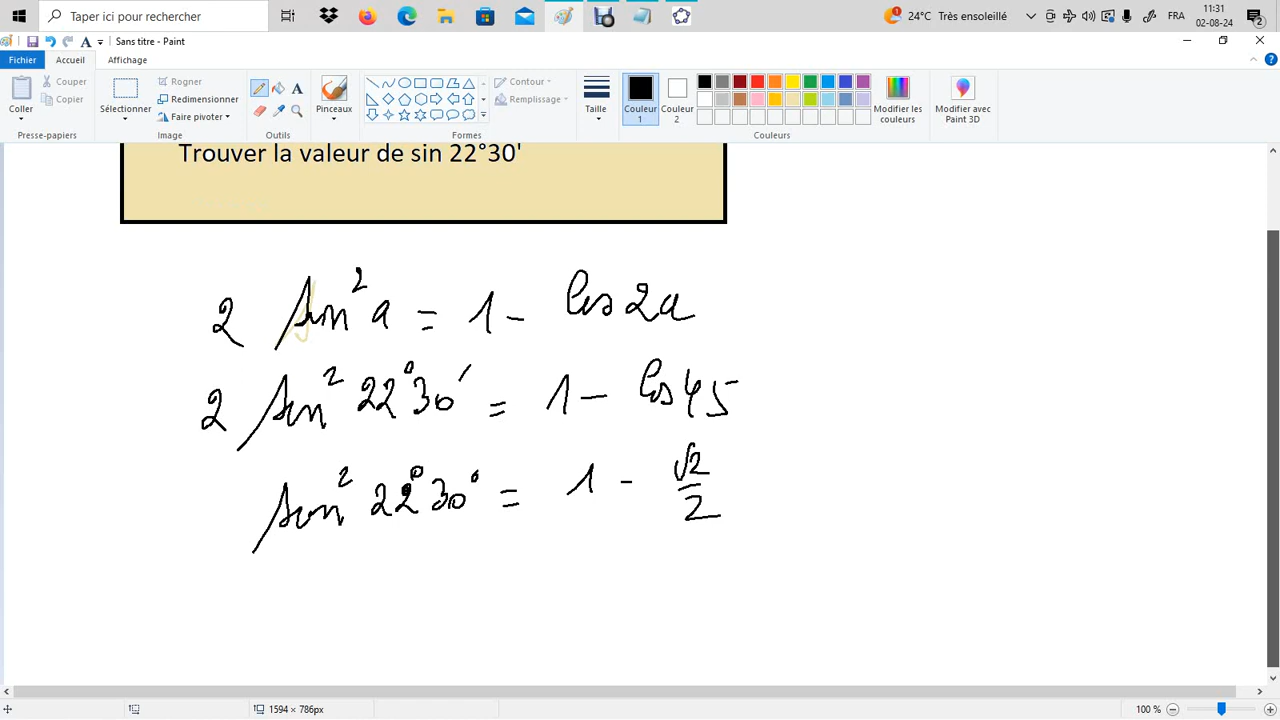 Taper ici pour rechercher
24°C Très ensoleillé
FRA
11:31
02-08-24
2
Sans titre - Paint
Fichier
Accueil
Affichage
Coller
Couper
Copier
Presse-papiers
Sélectionner
Rogner
Redimensionner
Faire pivoter
Image
A
Outils
Pinceaux
Contour
Remplissage
Formes
Taille
Couleur 1
Couleur 2
Modifier les couleurs
Modifier avec Paint 3D
Couleurs
Trouver la valeur de sin 22°30'
2 sin² a = 1 - cos 2a
2 sin² 22°30' = 1 - cos 45
sin² 22°30' = 1 - √2/2
1594 × 786px
100 %